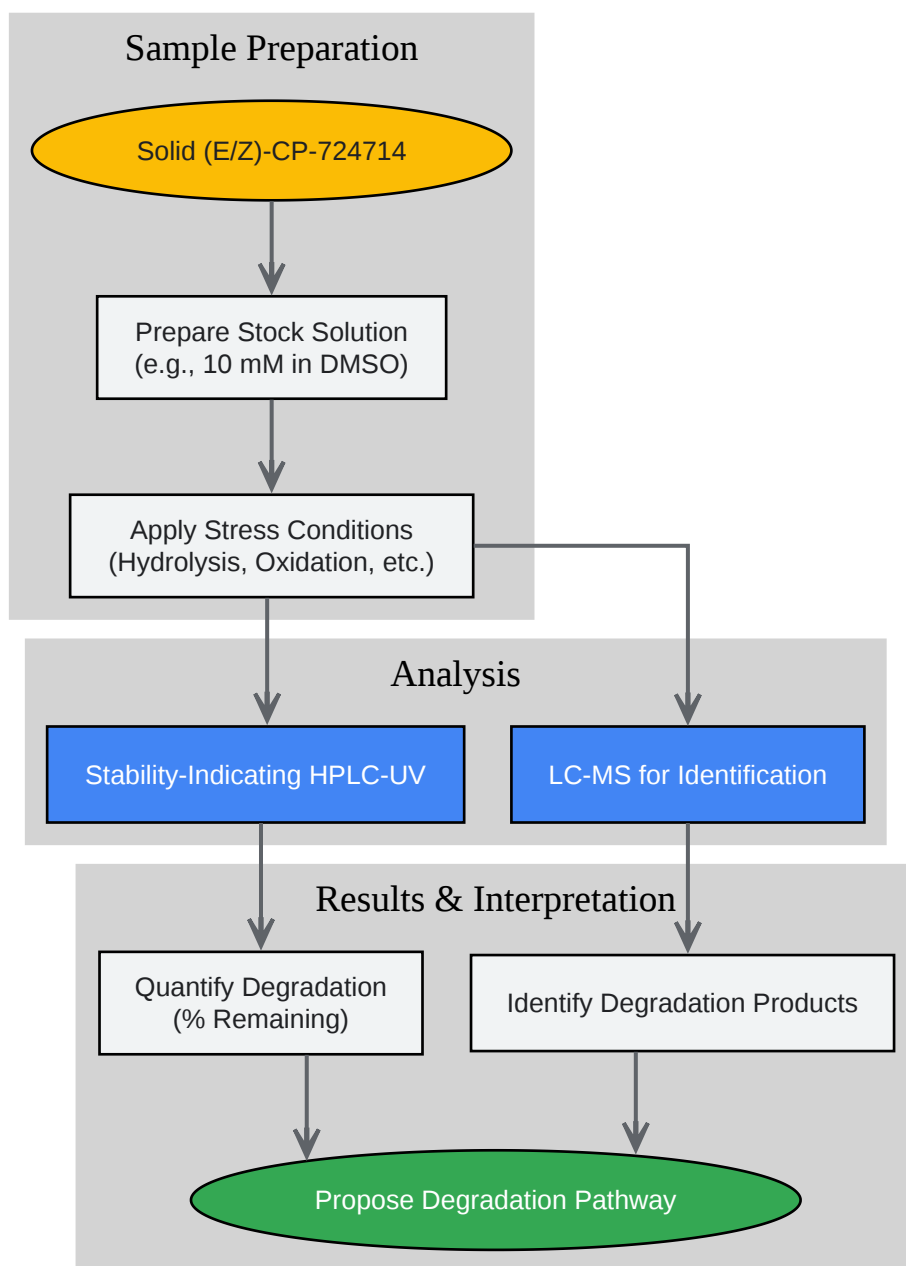 Sample Preparation
Solid (E/Z)-CP-724714
Prepare Stock Solution
(e.g., 10 mM in DMSO)
Apply Stress Conditions
(Hydrolysis, Oxidation, etc.)
Analysis
Stability-Indicating HPLC-UV
LC-MS for Identification
Results & Interpretation
Quantify Degradation
(% Remaining)
Identify Degradation Products
Propose Degradation Pathway